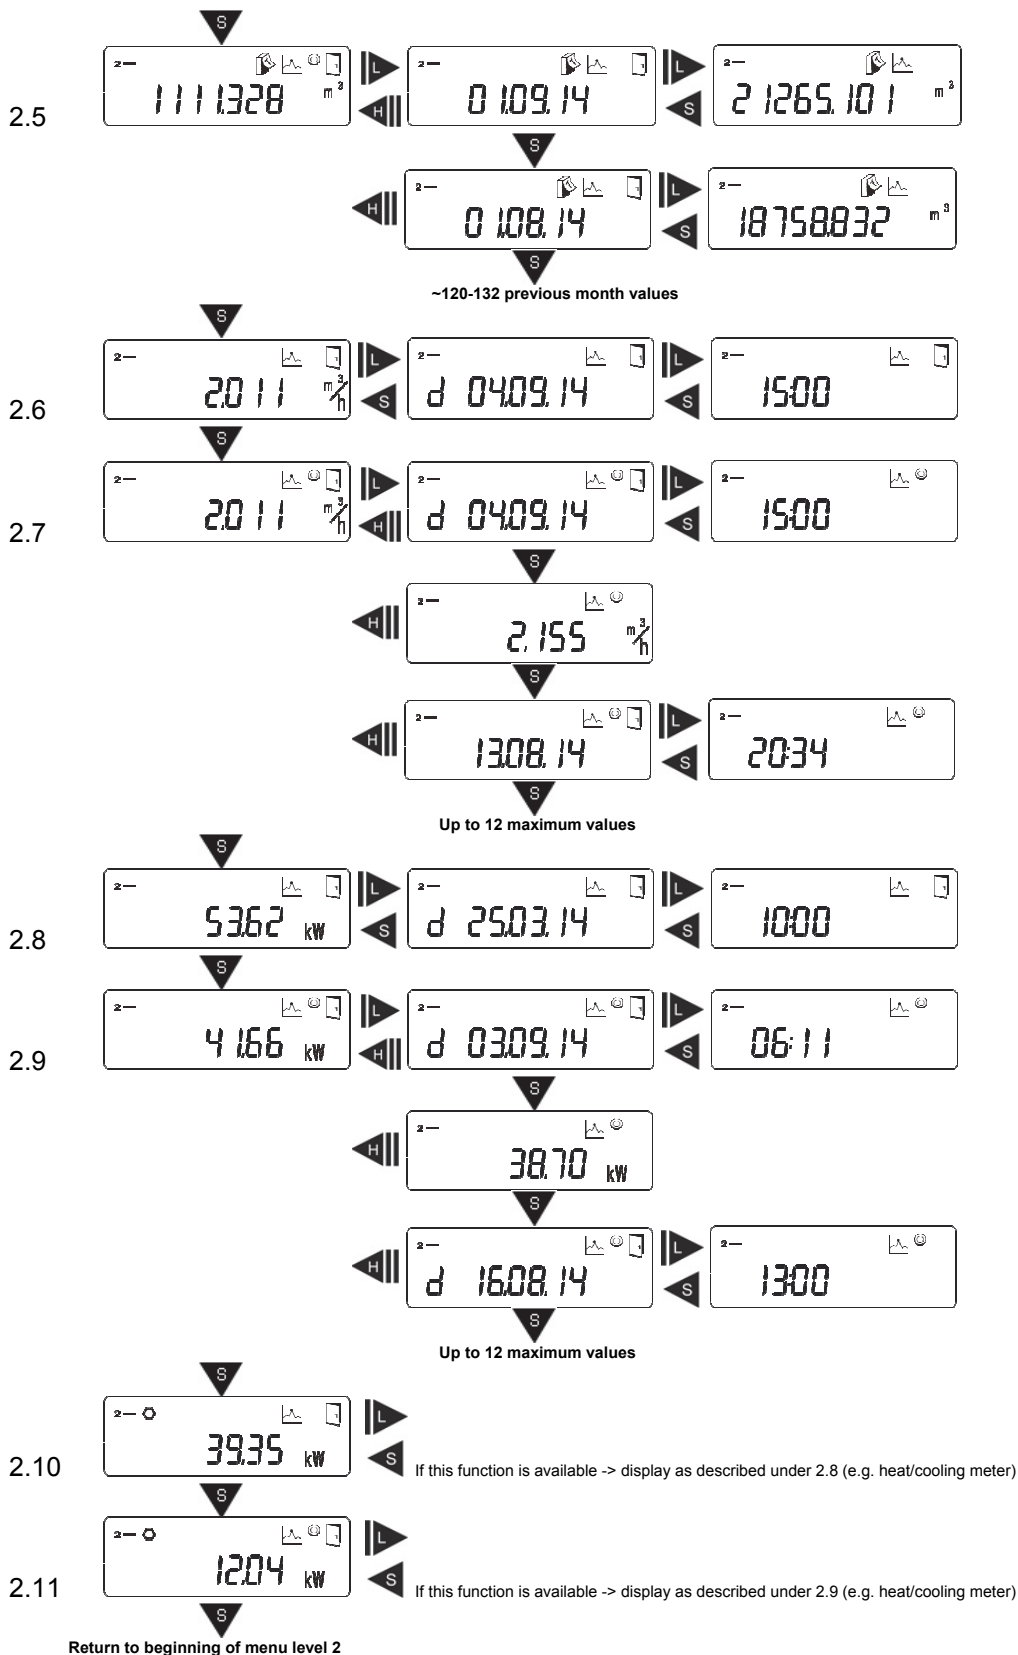 S
2– 1111.328 m³ L H 2– 01.09.14 L S 2– 21265.101 m³
2.5
S
H 2– 01.08.14 L S 2– 18758.832 m³
S
~120-132 previous month values
S
2– 2.011 m³/h L S 2– d 04.09.14 L S 2– 15:00
2.6
S
2– 2.011 m³/h L H 2– d 04.09.14 L S 2– 15:00
2.7
S
H 2– 2.155 m³/h
S
H 2– 13.08.14 L S 2– 20:34
S
Up to 12 maximum values
S
2– 53.62 kW L S 2– d 25.03.14 L S 2– 10:00
2.8
S
2– 41.66 kW L H 2– d 03.09.14 L S 2– 06:11
2.9
S
H 2– 38.70 kW
S
H 2– d 16.08.14 L S 2– 13:00
S
Up to 12 maximum values
S
2– 39.35 kW L
2.10
S If this function is available -> display as described under 2.8 (e.g. heat/cooling meter)
S
2– 12.04 kW L
2.11
S If this function is available -> display as described under 2.9 (e.g. heat/cooling meter)
S
Return to beginning of menu level 2